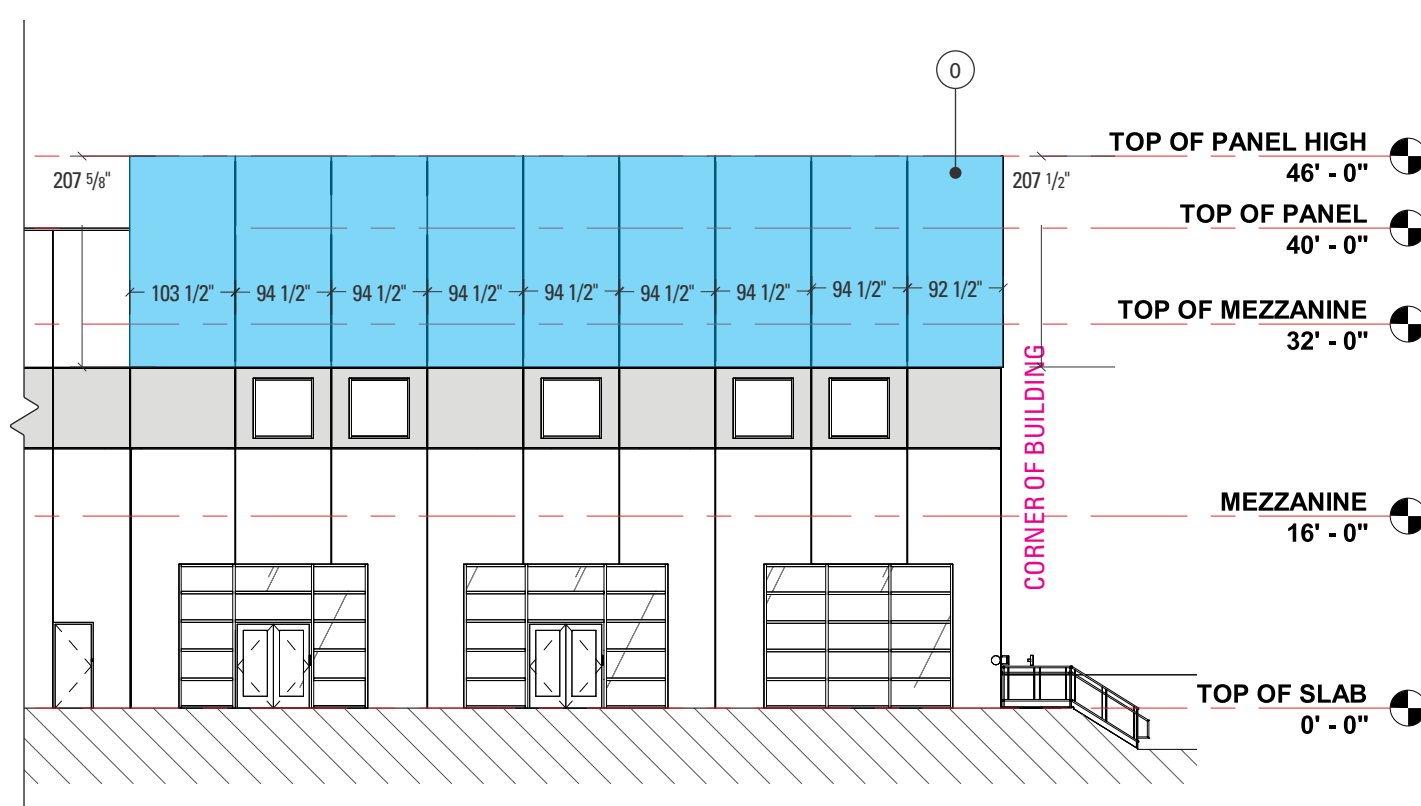 0
TOP OF PANEL HIGH
46' - 0"
207 5/8"
207 1/2"
TOP OF PANEL
40' - 0"
103 1/2" 94 1/2" 94 1/2" 94 1/2" 94 1/2" 94 1/2" 94 1/2" 94 1/2" 92 1/2"
TOP OF MEZZANINE
32' - 0"
CORNER OF BUILDING
MEZZANINE
16' - 0"
TOP OF SLAB
0' - 0"